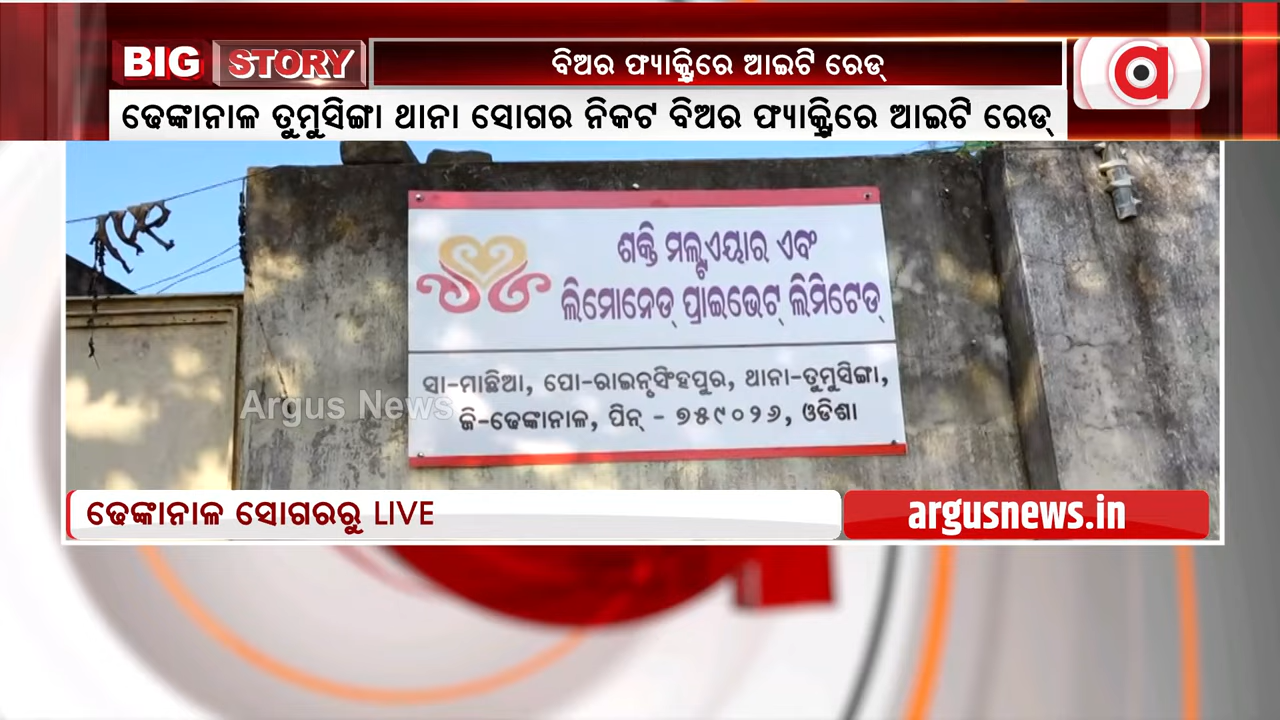 BIG STORY
ବିଅର ଫ୍ୟାକ୍ଟ୍ରିରେ ଆଇଟି ରେଡ୍
a
ଢେଙ୍କାନାଳ ତୁମୁସିଙ୍ଗା ଥାନା ସୋଗର ନିକଟ ବିଅର ଫ୍ୟାକ୍ଟ୍ରିରେ ଆଇଟି ରେଡ୍
ଶକ୍ତି ମଲ୍ଟଏୟାର ଏବଂ
ଲିମୋନେଡ୍ ପ୍ରାଇଭେଟ୍ ଲିମିଟେଡ୍
ସା-ମାଛିଆ, ପୋ-ରାଇନୃସିଂହପୁର, ଥାନା-ତୁମୁସିଙ୍ଗା,
ଜି-ଢେଙ୍କାନାଳ, ପିନ୍ - ୭୫୯୦୨୬, ଓଡିଶା
Argus News
ଢେଙ୍କାନାଳ ସୋଗରରୁ LIVE
argusnews.in